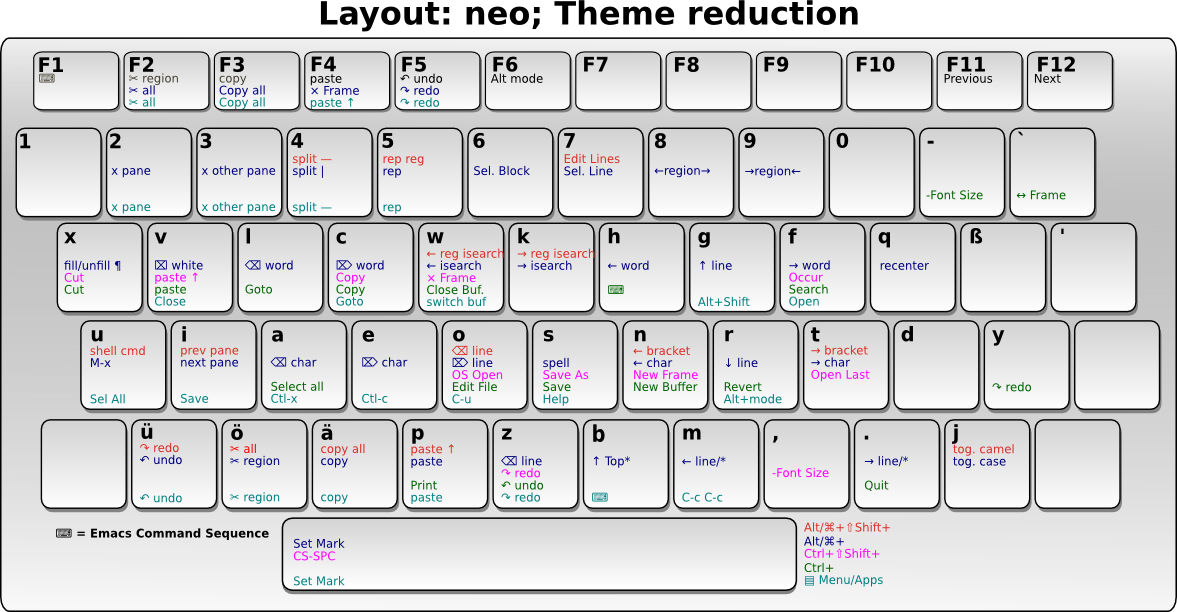 Layout: neo; Theme reduction
F1
⌨
F2
✂ region
✂ all
✂ all
F3
copy
Copy all
Copy all
F4
paste
× Frame
paste ↑
F5
↶ undo
↷ redo
↷ redo
F6
Alt mode
F7
F8
F9
F10
F11
Previous
F12
Next
1
2
x pane
x pane
3
x other pane
x other pane
4
split —
split |
split —
5
rep reg
rep
rep
6
Sel. Block
7
Edit Lines
Sel. Line
8
←region→
9
→region←
0
-
-Font Size
`
↔ Frame
x
fill/unfill ¶
Cut
Cut
v
⌧ white
paste ↑
paste
Close
l
⌫ word
Goto
c
⌦ word
Copy
Copy
Goto
w
← reg isearch
← isearch
× Frame
Close Buf.
switch buf
k
→ reg isearch
→ isearch
h
← word
⌨
g
↑ line
Alt+Shift
f
→ word
Occur
Search
Open
q
recenter
ß
'
u
shell cmd
M-x
Sel All
i
prev pane
next pane
Save
a
⌫ char
Select all
Ctl-x
e
⌦ char
Ctl-c
o
⌫ line
⌦ line
OS Open
Edit File
C-u
s
spell
Save As
Save
Help
n
← bracket
← char
New Frame
New Buffer
r
↓ line
Revert
Alt+mode
t
→ bracket
→ char
Open Last
d
y
↷ redo
ü
↷ redo
↶ undo
↶ undo
ö
✂ all
✂ region
✂ region
ä
copy all
copy
copy
p
paste ↑
paste
Print
paste
z
⌫ line
↷ redo
↶ undo
↷ redo
b
↑ Top*
⌨
m
← line/*
C-c C-c
,
-Font Size
.
→ line/*
Quit
j
tog. camel
tog. case
⌨ = Emacs Command Sequence
Set Mark
CS-SPC
Set Mark
Alt/⌘+⇧Shift+
Alt/⌘+
Ctrl+⇧Shift+
Ctrl+
▤ Menu/Apps